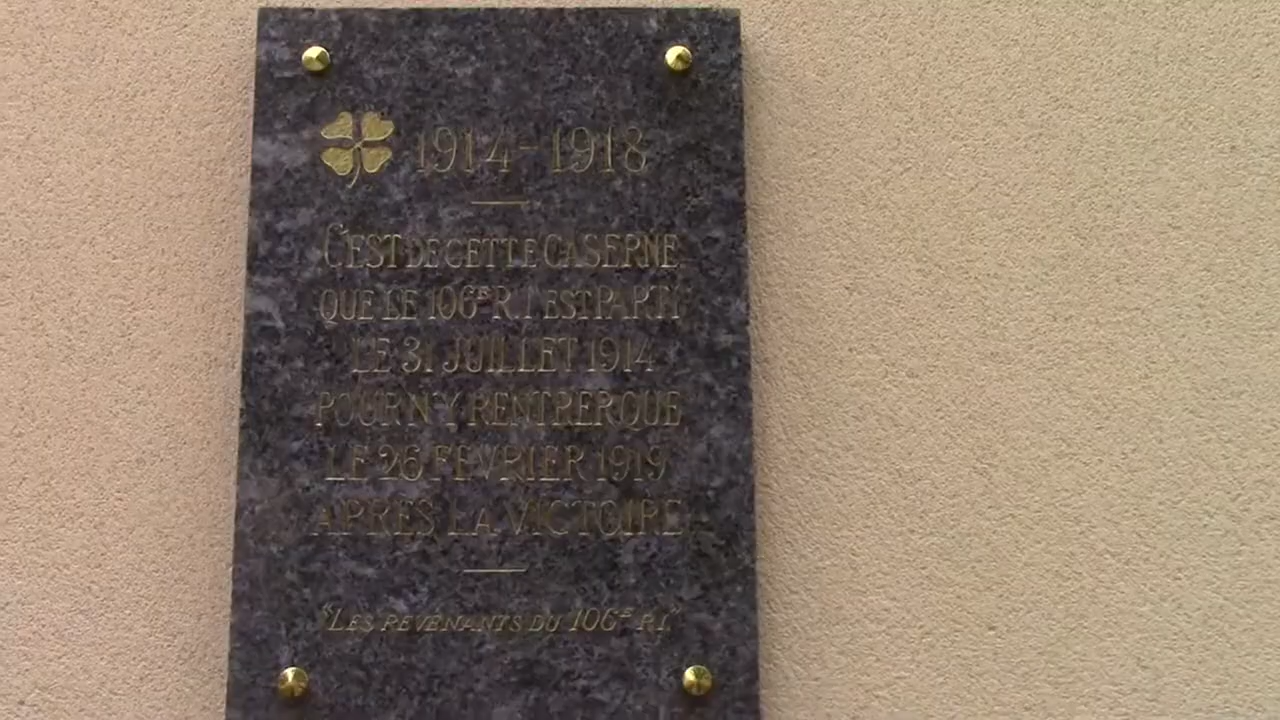 1914-1918
C'EST DE CETTE CASERNE
QUE LE 106E R.I. EST PARTI
LE 31 JUILLET 1914
POUR N'Y RENTRER QUE
LE 26 FEVRIER 1919
APRES LA VICTOIRE
"LES REVENANTS DU 106E R.I."